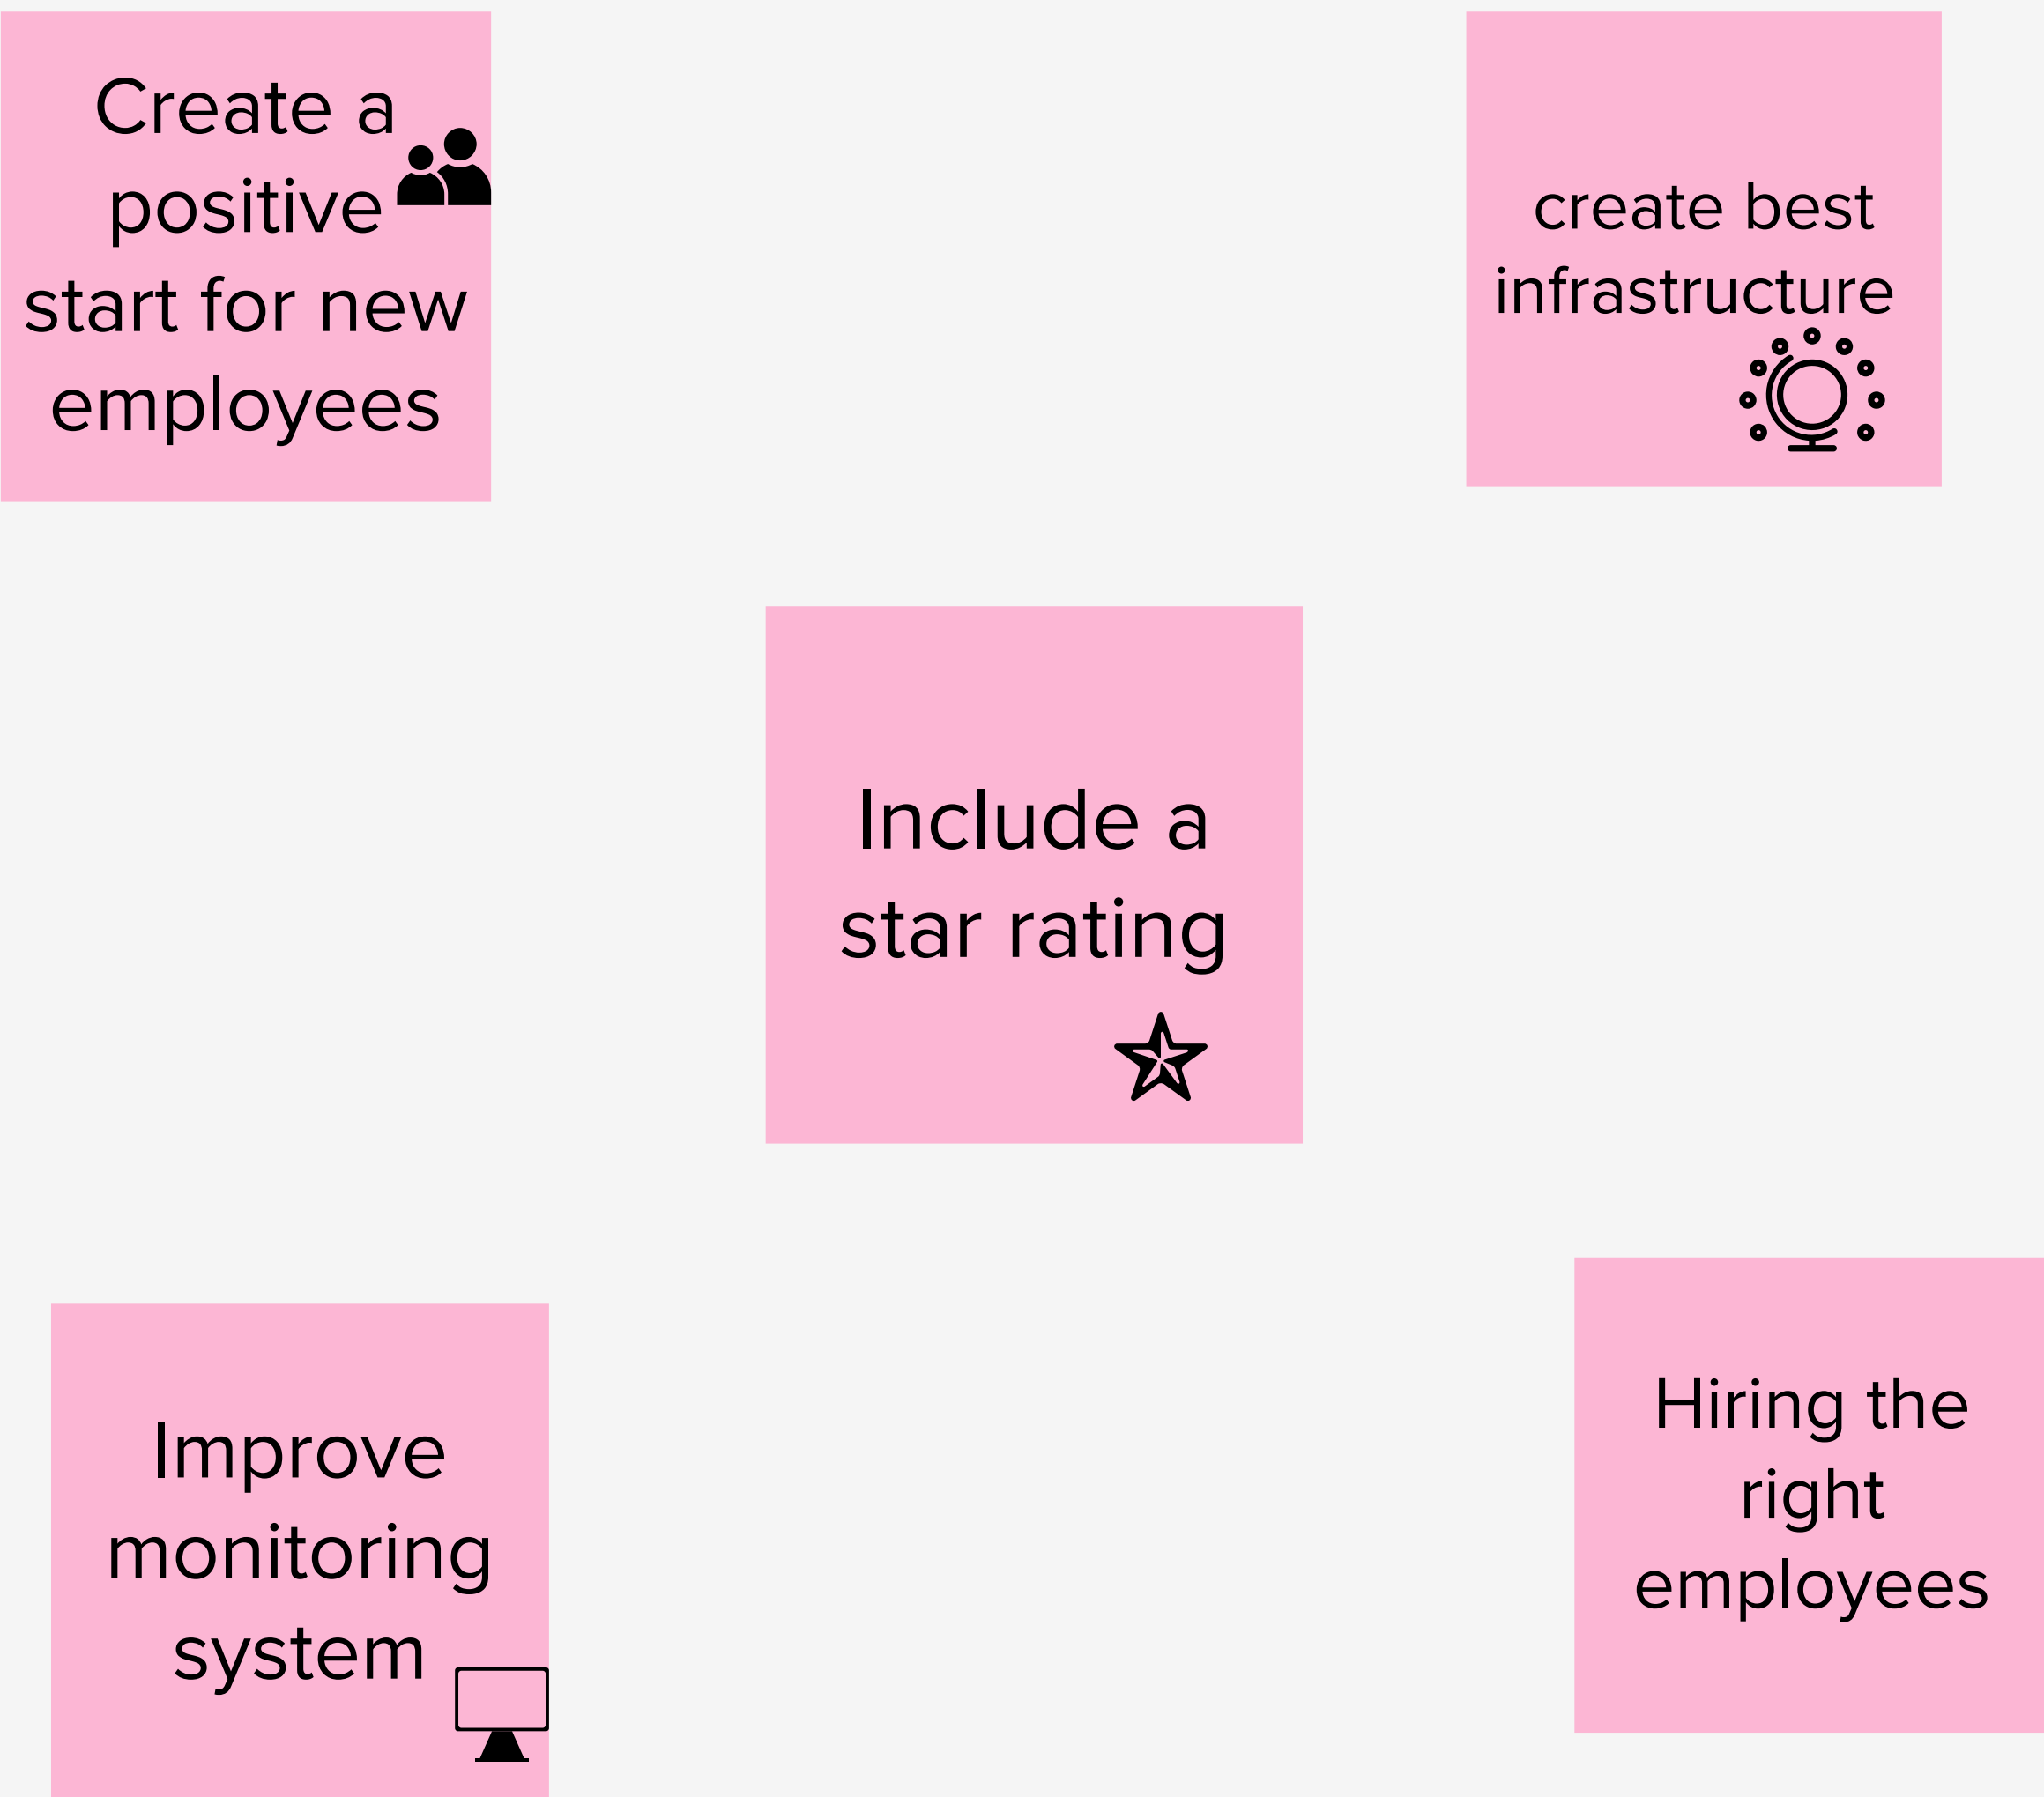 Create a
positive
start for new
employees
create best
infrastructure
Include a
star rating
Improve
monitoring
system
Hiring the
right
employees